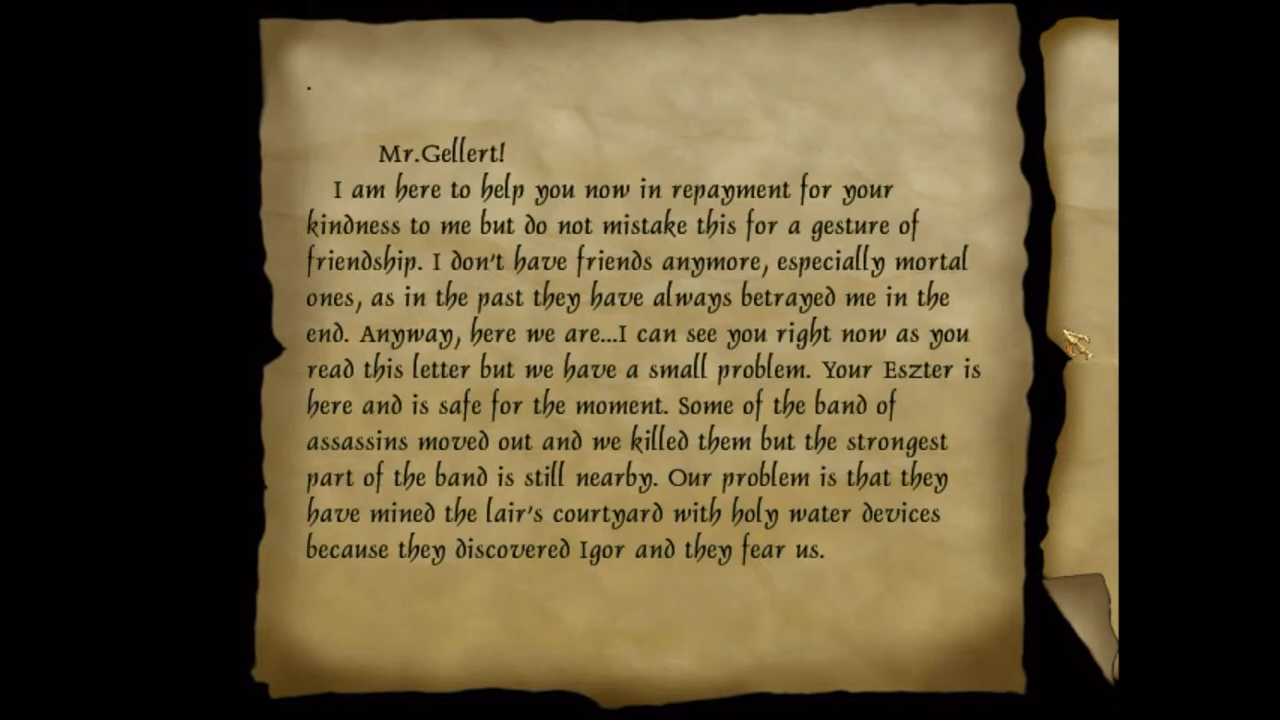 Mr.Gellert!
I am here to help you now in repayment for your
kindness to me but do not mistake this for a gesture of
friendship. I don't have friends anymore, especially mortal
ones, as in the past they have always betrayed me in the
end. Anyway, here we are...I can see you right now as you
read this letter but we have a small problem. Your Eszter is
here and is safe for the moment. Some of the band of
assassins moved out and we killed them but the strongest
part of the band is still nearby. Our problem is that they
have mined the lair's courtyard with holy water devices
because they discovered Igor and they fear us.